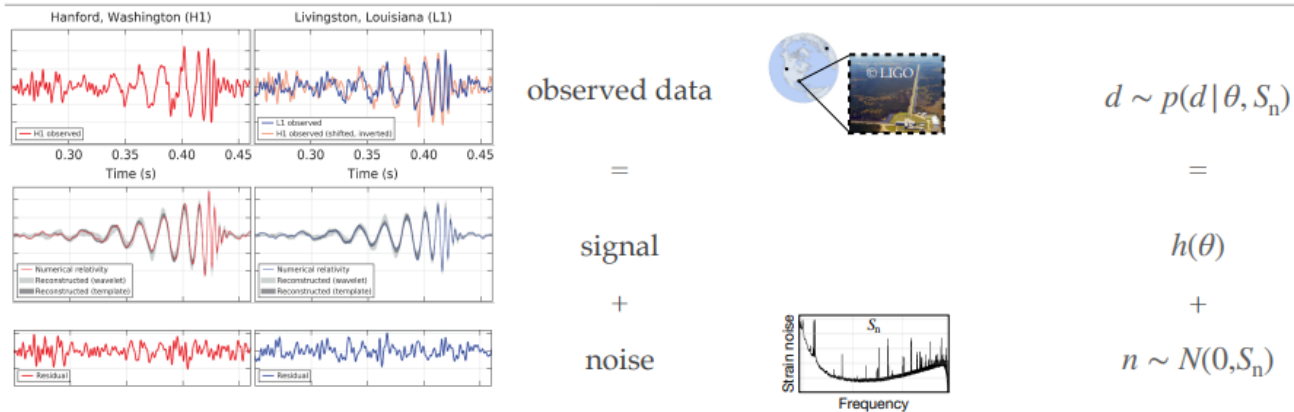 Hanford, Washington (H1)
Livingston, Louisiana (L1)
H1 observed
L1 observed
H1 observed (shifted, inverted)
0.30 0.35 0.40 0.45
0.30 0.35 0.40 0.45
Time (s)
Time (s)
Numerical relativity
Reconstructed (wavelet)
Reconstructed (template)
Numerical relativity
Reconstructed (wavelet)
Reconstructed (template)
Residual
Residual
observed data
=
signal
+
noise
© LIGO
Sₙ
Strain noise
Frequency
d ∼ p(d | θ, Sₙ)
=
h(θ)
+
n ∼ N(0,Sₙ)